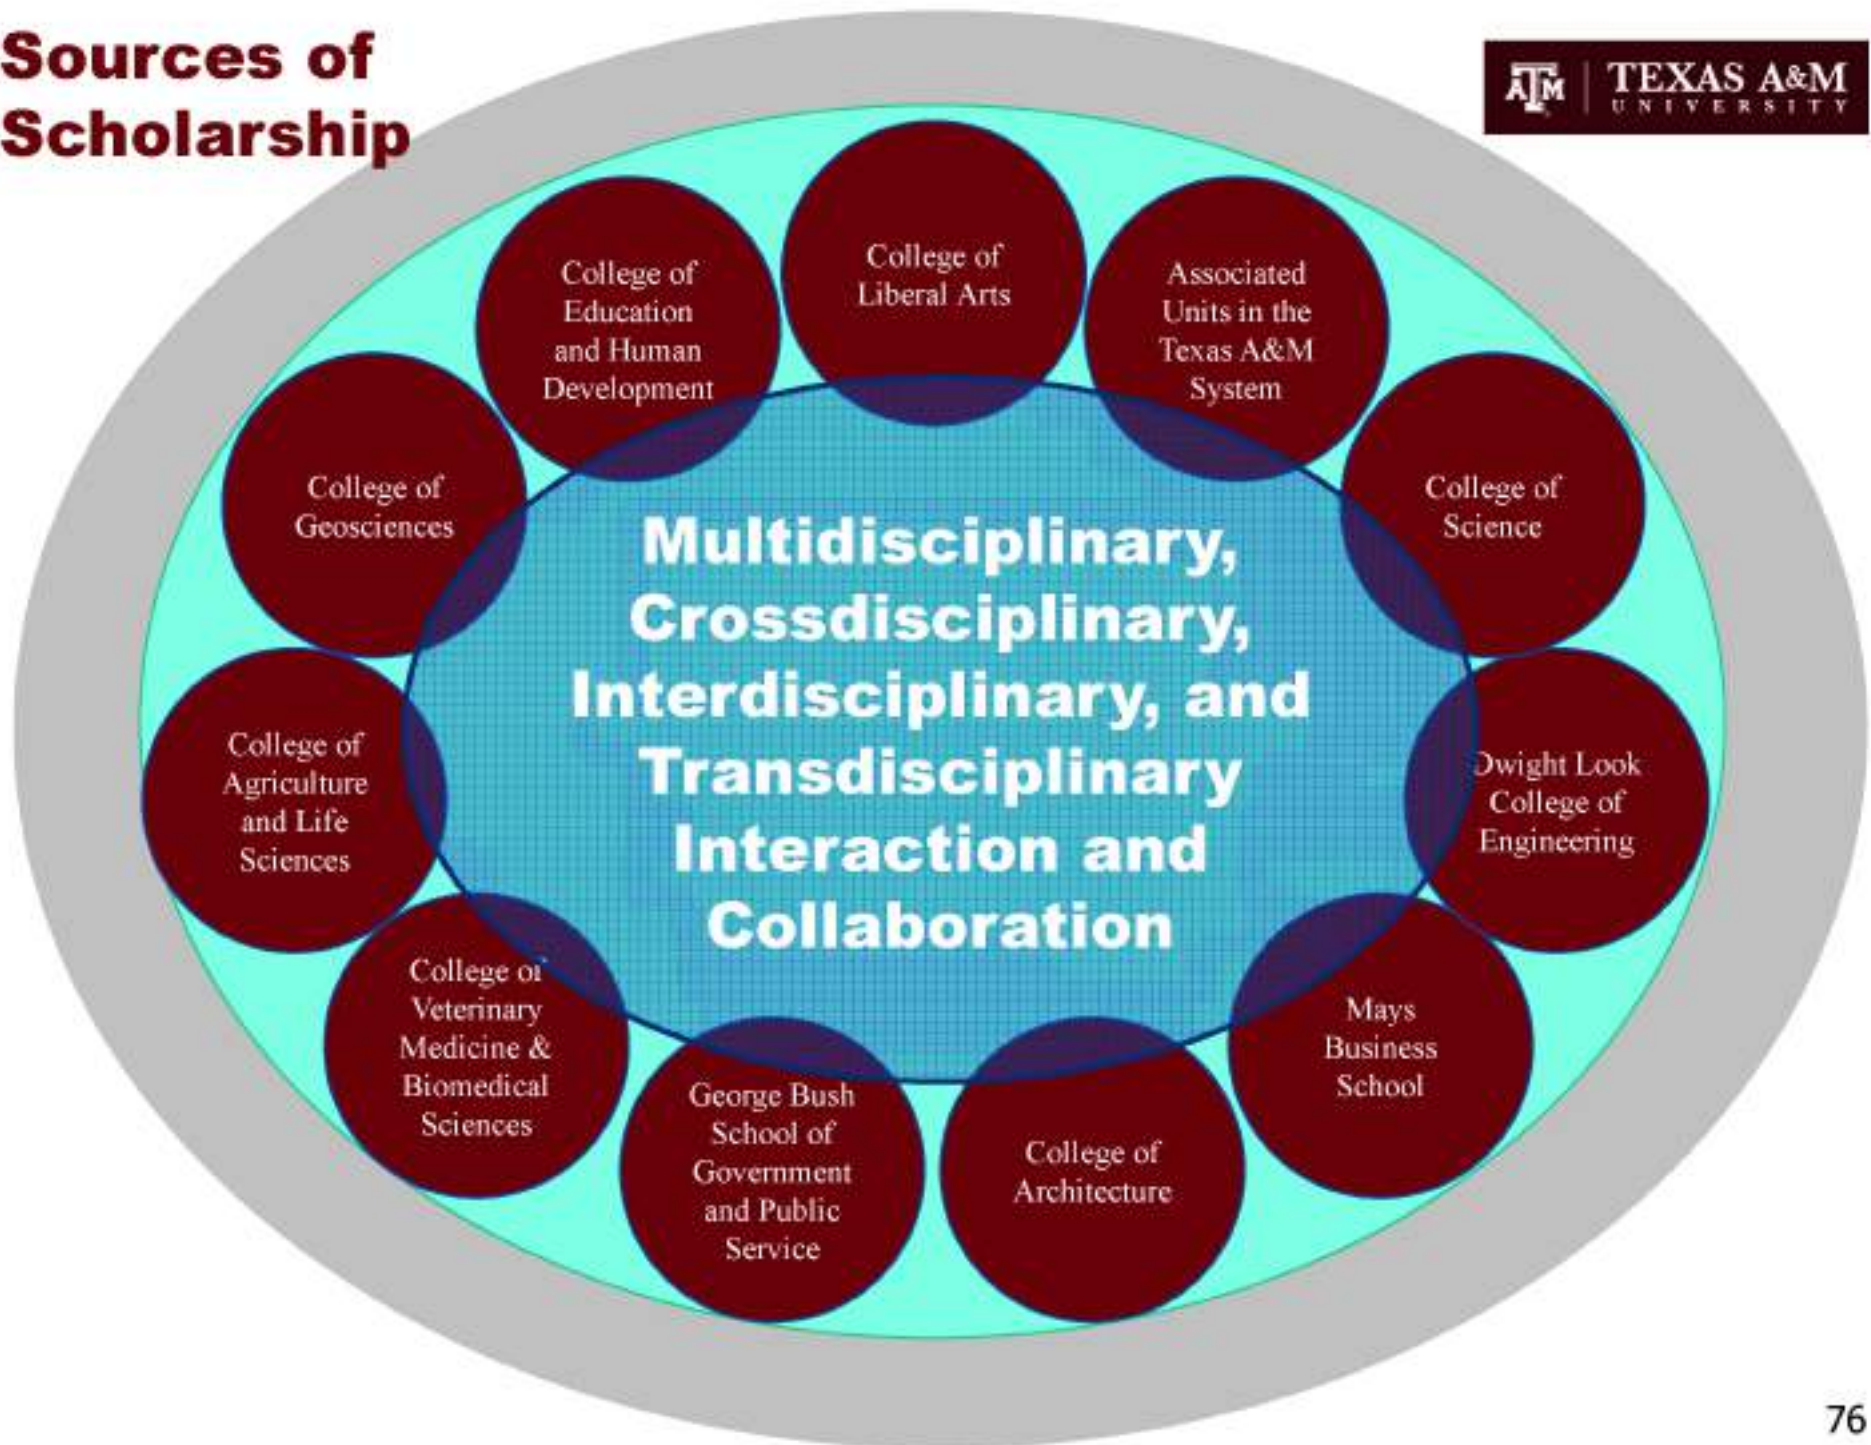 Sources of
Scholarship
ATM
TEXAS A&M
UNIVERSITY
College of
Liberal Arts
College of
Education
and Human
Development
Associated
Units in the
Texas A&M
System
College of
Geosciences
College of
Science
Multidisciplinary,
Crossdisciplinary,
Interdisciplinary, and
Transdisciplinary
Interaction and
Collaboration
College of
Agriculture
and Life
Sciences
Dwight Look
College of
Engineering
College of
Veterinary
Medicine &
Biomedical
Sciences
Mays
Business
School
George Bush
School of
Government
and Public
Service
College of
Architecture
76